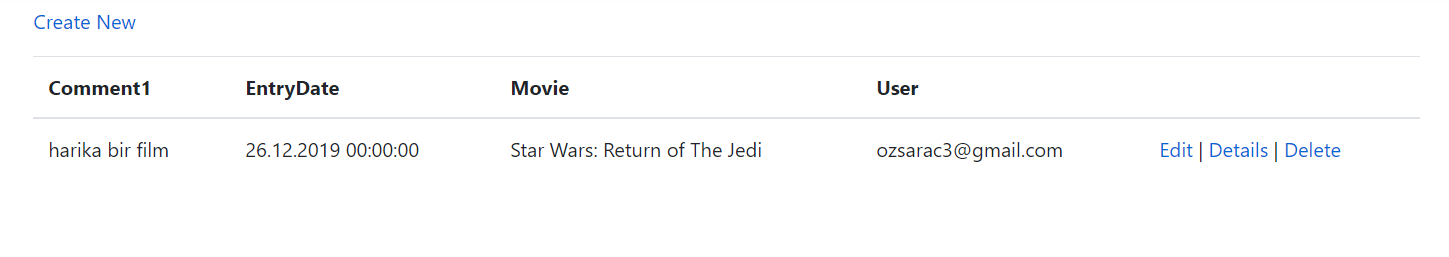 Create New
Comment1 EntryDate Movie User
harika bir film 26.12.2019 00:00:00 Star Wars: Return of The Jedi ozsarac3@gmail.com Edit | Details | Delete